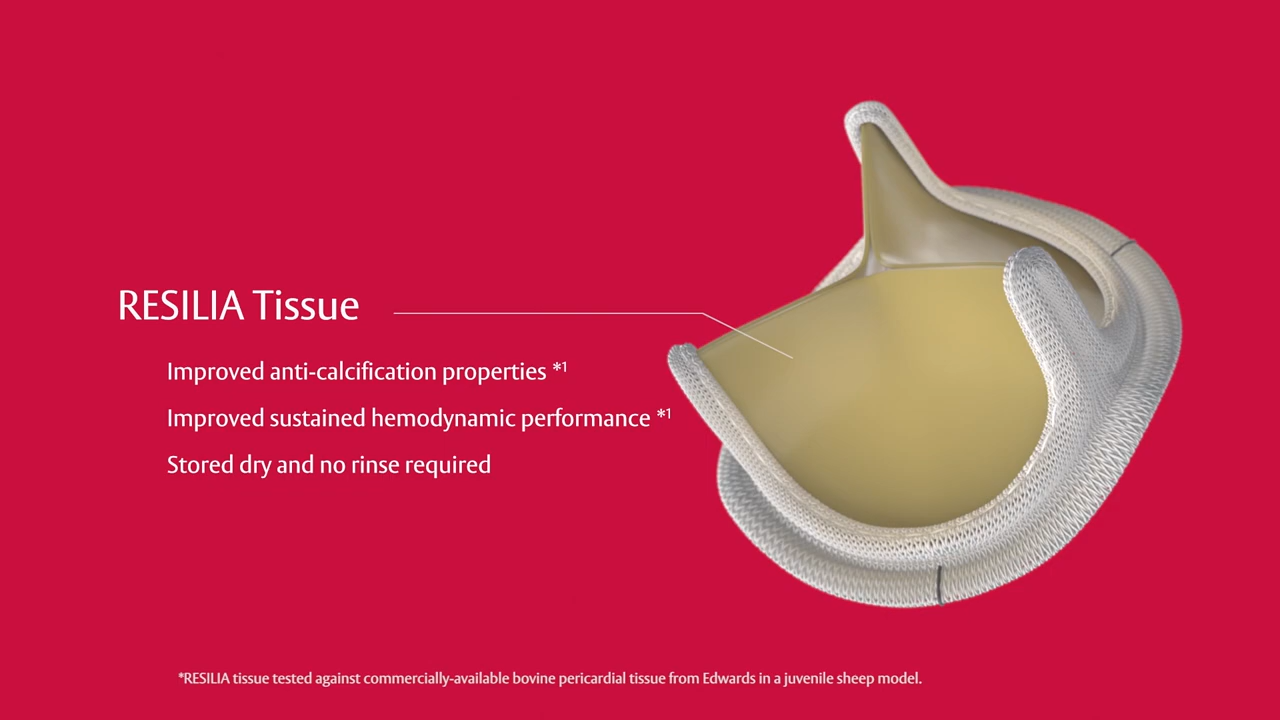 RESILIA Tissue
Improved anti-calcification properties *¹
Improved sustained hemodynamic performance *¹
Stored dry and no rinse required
*RESILIA tissue tested against commercially-available bovine pericardial tissue from Edwards in a juvenile sheep model.